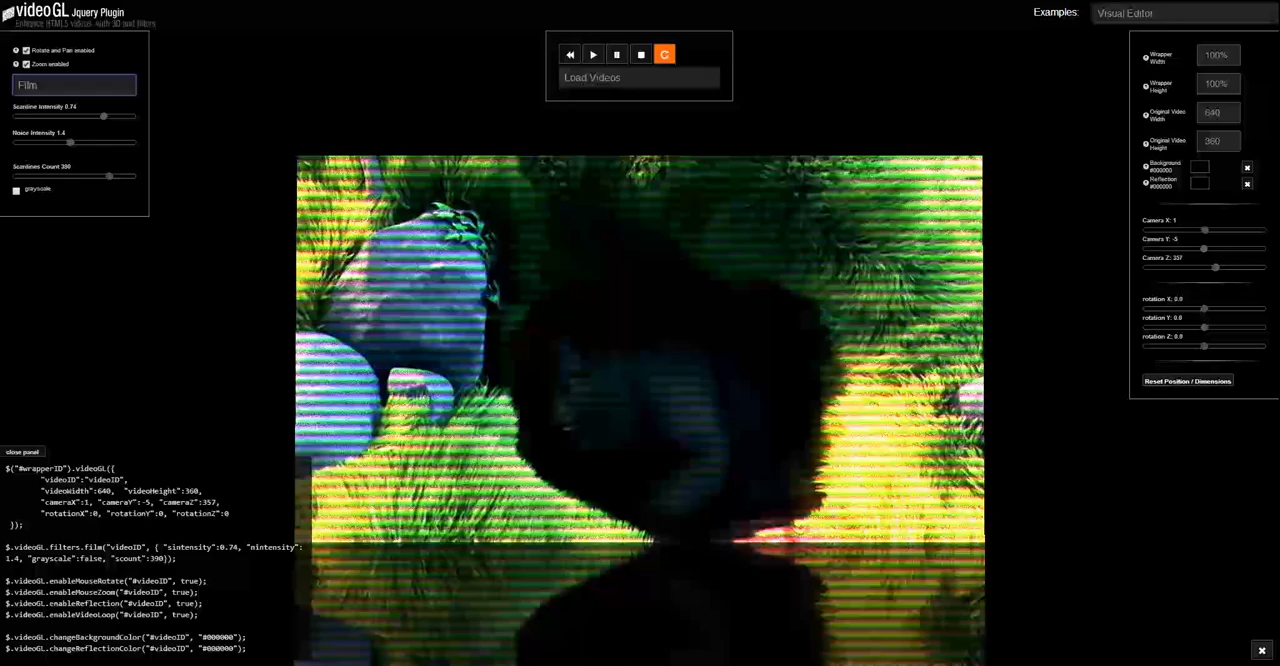 videoGL Jquery Plugin
Enhance HTML5 videos with 3D and filters
Examples:
Visual Editor
Rotate and Pan enabled
Zoom enabled
Film
Scanline Intensity 0.74
Noise Intensity 1.4
Scanlines Count 390
grayscale
Load Videos
Wrapper Width
100%
Wrapper Height
100%
Original Video Width
640
Original Video Height
360
Background
#000000
Reflection
#000000
Camera X: 1
Camera Y: -5
Camera Z: 357
rotation X: 0.0
rotation Y: 0.0
rotation Z: 0.0
Reset Position / Dimensions
close panel
$("#wrapperID").videoGL({
"videoID":"videoID",
"videoWidth":640, "videoHeight":360,
"cameraX":1, "cameraY":-5, "cameraZ":357,
"rotationX":0, "rotationY":0, "rotationZ":0
});
$.videoGL.filters.film("videoID", { "sintensity":0.74, "nintensity":
1.4, "grayscale":false, "scount":390});
$.videoGL.enableMouseRotate("#videoID", true);
$.videoGL.enableMouseZoom("#videoID", true);
$.videoGL.enableReflection("#videoID", true);
$.videoGL.enableVideoLoop("#videoID", true);
$.videoGL.changeBackgroundColor("#videoID", "#000000");
$.videoGL.changeReflectionColor("#videoID", "#000000");